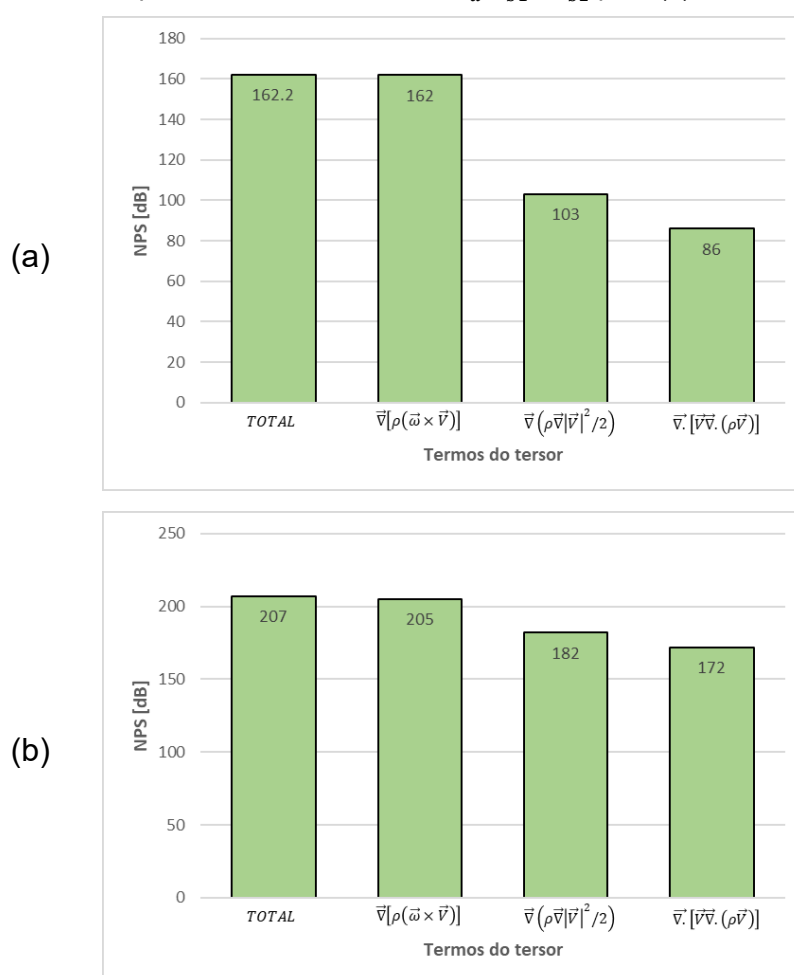 (a)
NPS [dB]
180
160
140
120
100
80
60
40
20
0
162.2
162
103
86
TOTAL
∇⃗[ρ(ω⃗ × V⃗)]
∇⃗(ρ∇⃗|V⃗|²/2)
∇⃗.[V⃗∇⃗.(ρV⃗)]
Termos do tersor
(b)
NPS [dB]
250
200
150
100
50
0
207
205
182
172
TOTAL
∇⃗[ρ(ω⃗ × V⃗)]
∇⃗(ρ∇⃗|V⃗|²/2)
∇⃗.[V⃗∇⃗.(ρV⃗)]
Termos do tersor